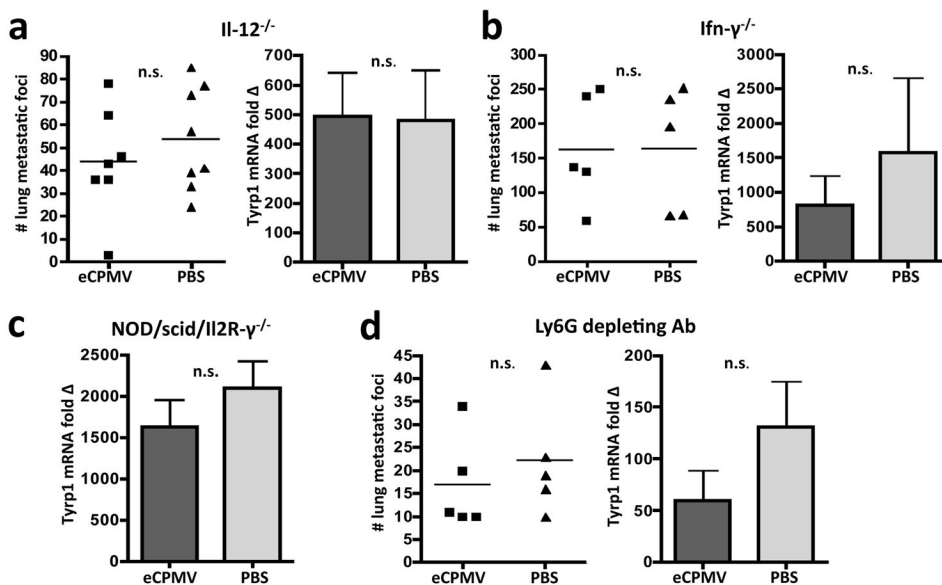 a
Il-12-/-
# lung metastatic foci
90
80
70
60
50
40
30
20
10
0
n.s.
eCPMV PBS
Tyrp1 mRNA fold Δ
700
600
500
400
300
200
100
0
n.s.
eCPMV PBS
b
Ifn-γ-/-
# lung metastatic foci
300
250
200
150
100
50
0
n.s.
eCPMV PBS
Tyrp1 mRNA fold Δ
3000
2500
2000
1500
1000
500
0
n.s.
eCPMV PBS
c
NOD/scid/Il2R-γ-/-
Tyrp1 mRNA fold Δ
2500
2000
1500
1000
500
0
n.s.
eCPMV PBS
d
Ly6G depleting Ab
# lung metastatic foci
45
40
35
30
25
20
15
10
5
0
n.s.
eCPMV PBS
Tyrp1 mRNA fold Δ
200
150
100
50
0
n.s.
eCPMV PBS